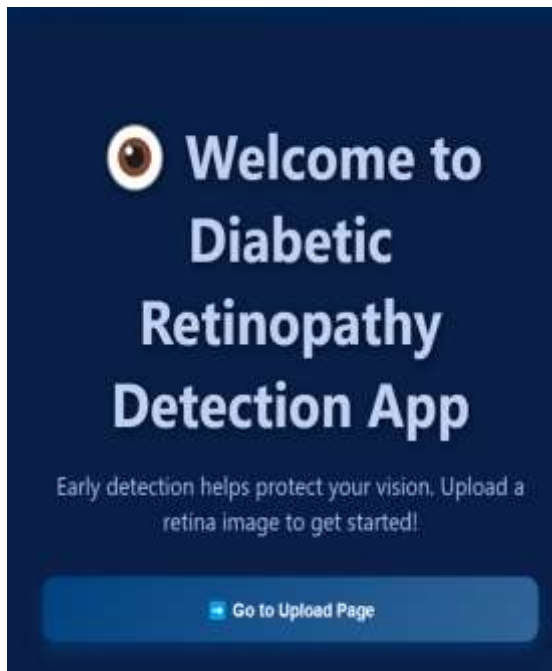 👁️ Welcome to
Diabetic
Retinopathy
Detection App
Early detection helps protect your vision. Upload a
retina image to get started!
➡️ Go to Upload Page